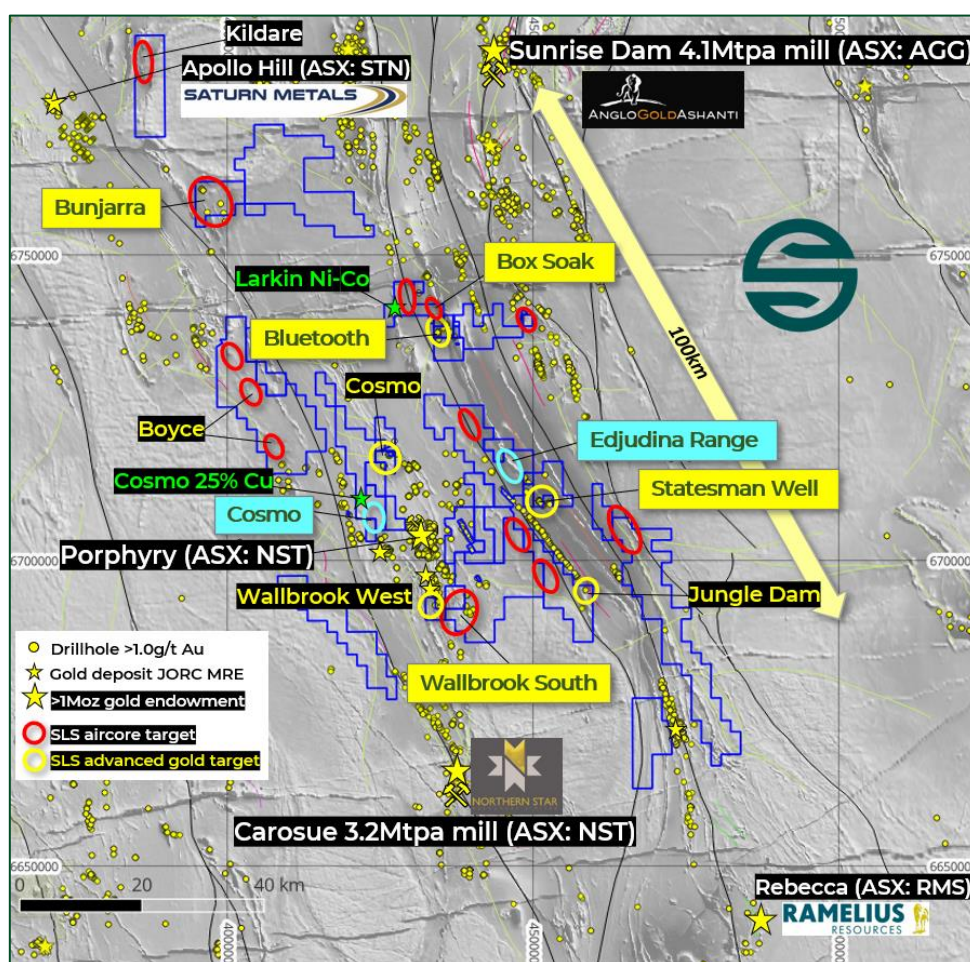 Kildare
Sunrise Dam 4.1Mtpa mill (ASX: AGG)
Apollo Hill (ASX: STN)
SATURN METALS
ANGLOGOLDASHANTI
Bunjarra
6750000
Larkin Ni-Co
Box Soak
Bluetooth
100km
Cosmo
Boyce
Edjudina Range
Cosmo 25% Cu
Statesman Well
Cosmo
Porphyry (ASX: NST)
6700000
670000
Wallbrook West
Jungle Dam
Drillhole >1.0g/t Au
Gold deposit JORC MRE
>1Moz gold endowment
SLS aircore target
SLS advanced gold target
Wallbrook South
NORTHERN STAR
Carosue 3.2Mtpa mill (ASX: NST)
6650000
665000
0 20 40 km
Rebecca (ASX: RMS)
RAMELIUS
RESOURCES
400000
450000